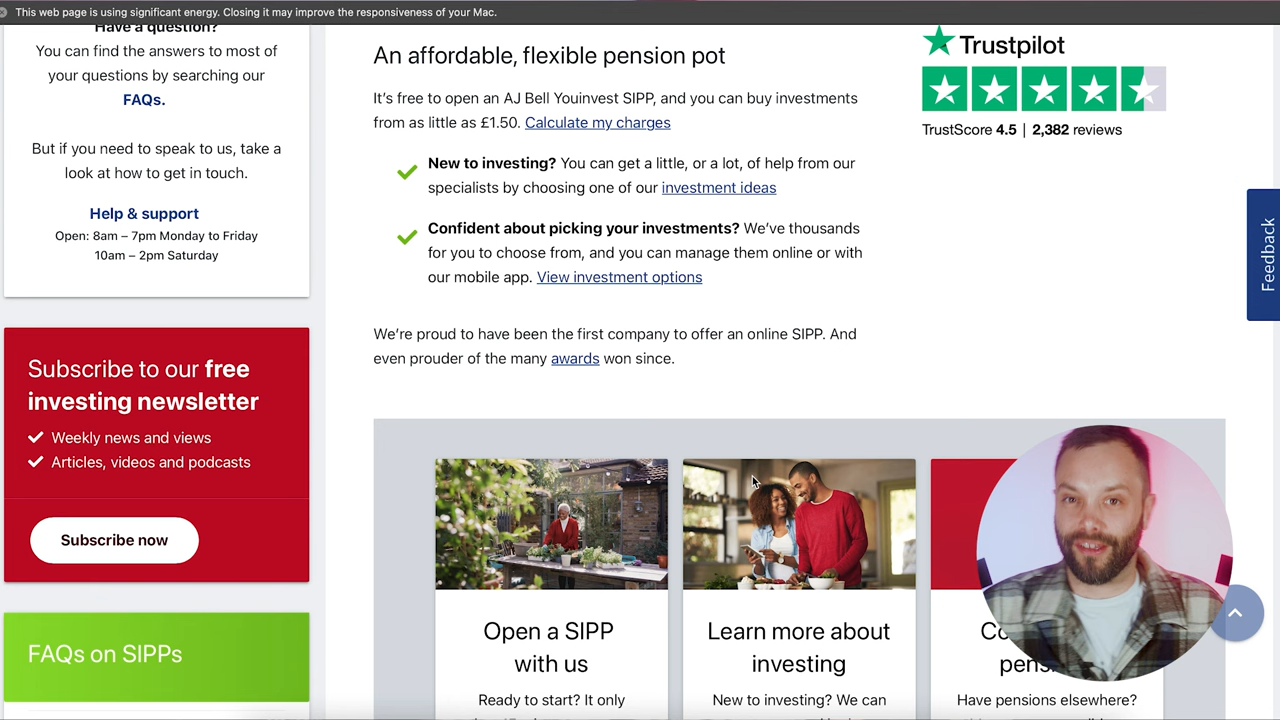 This web page is using significant energy. Closing it may improve the responsiveness of your Mac.
Have a question?
You can find the answers to most of
your questions by searching our
FAQs.
But if you need to speak to us, take a
look at how to get in touch.
Help & support
Open: 8am – 7pm Monday to Friday
10am – 2pm Saturday
Subscribe to our free
investing newsletter
Weekly news and views
Articles, videos and podcasts
Subscribe now
FAQs on SIPPs
An affordable, flexible pension pot
It's free to open an AJ Bell Youinvest SIPP, and you can buy investments
from as little as £1.50. Calculate my charges
New to investing? You can get a little, or a lot, of help from our
specialists by choosing one of our investment ideas
Confident about picking your investments? We've thousands
for you to choose from, and you can manage them online or with
our mobile app. View investment options
We're proud to have been the first company to offer an online SIPP. And
even prouder of the many awards won since.
Trustpilot
TrustScore 4.5 | 2,382 reviews
Feedback
Open a SIPP
with us
Ready to start? It only
Learn more about
investing
New to investing? We can
Have pensions elsewhere?